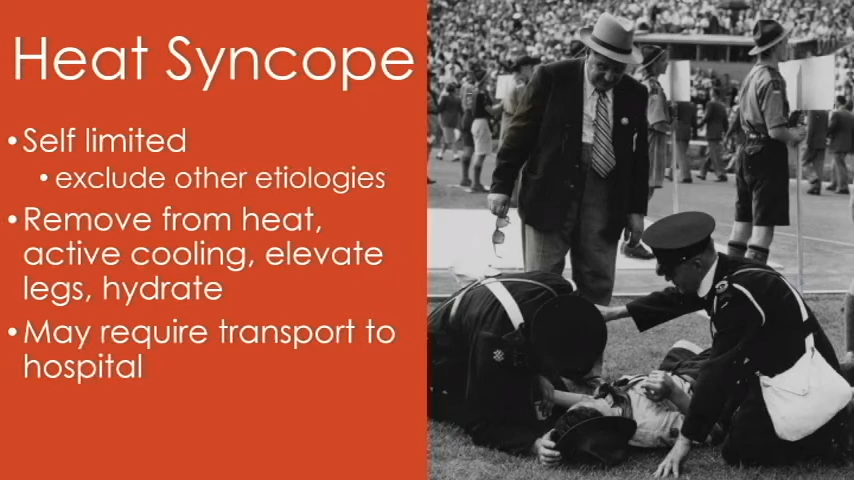 Heat Syncope
•Self limited
•exclude other etiologies
•Remove from heat,
active cooling, elevate
legs, hydrate
•May require transport to
hospital